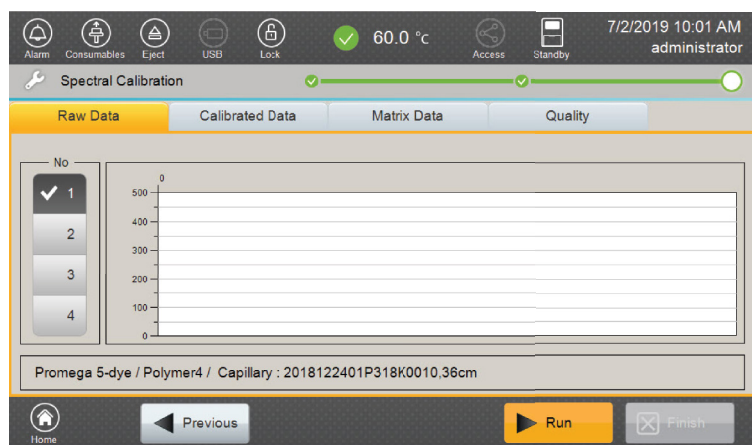 7/2/2019 10:01 AM
60.0 °c
administrator
Alarm Consumables Eject USB Lock Access Standby
Spectral Calibration
Raw Data Calibrated Data Matrix Data Quality
No
1
2
3
4
0
500
400
300
200
100
0
Promega 5-dye / Polymer4 / Capillary : 2018122401P318K0010,36cm
Previous Run Finish
Home